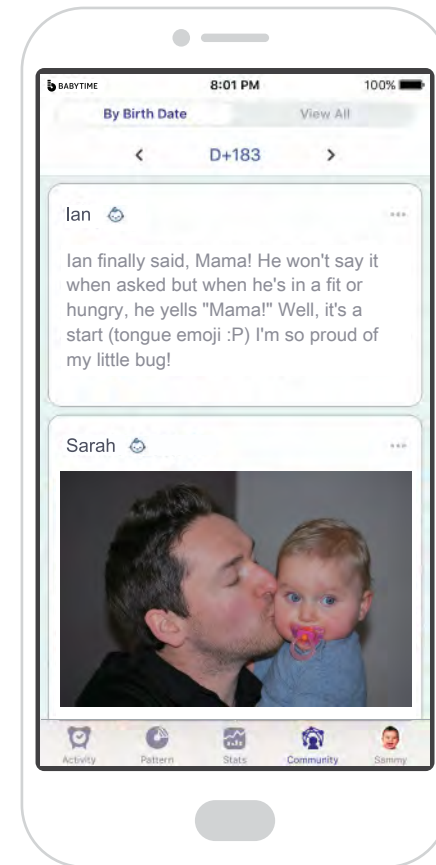 BABYTIME 8:01 PM 100%
By Birth Date View All
< D+183 >
Ian
Ian finally said, Mama! He won't say it
when asked but when he's in a fit or
hungry, he yells "Mama!" Well, it's a
start (tongue emoji :P) I'm so proud of
my little bug!
Sarah
Activity Pattern Stats Community Sammy